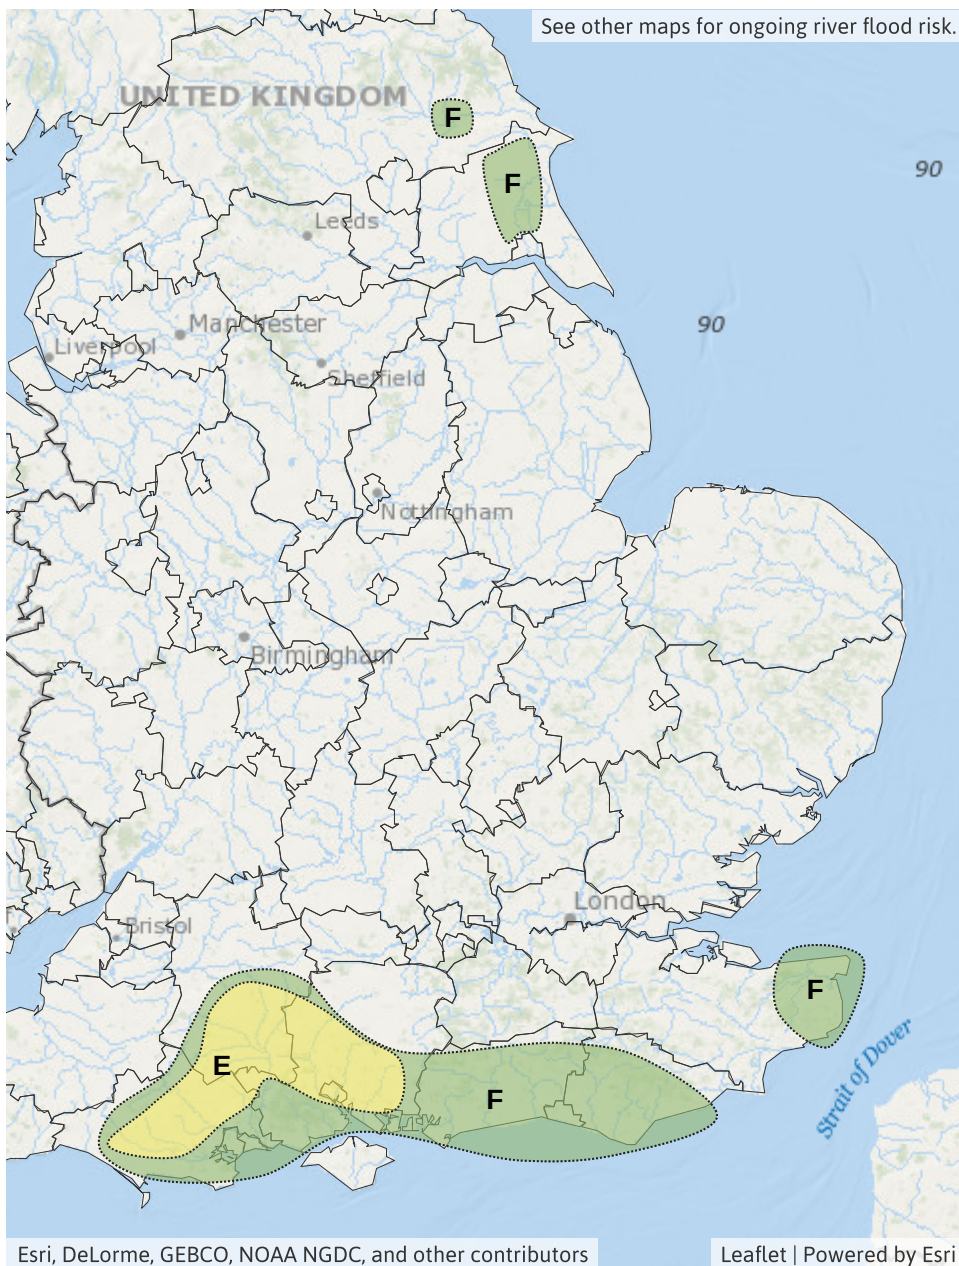 See other maps for ongoing river flood risk.
UNITED KINGDOM
F
90
F
Leeds
Manchester
90
Liverpool
Sheffield
Nottingham
Birmingham
London
Bristol
F
E
F
Strait of Dover
Esri, DeLorme, GEBCO, NOAA NGDC, and other contributors
Leaflet | Powered by Esri